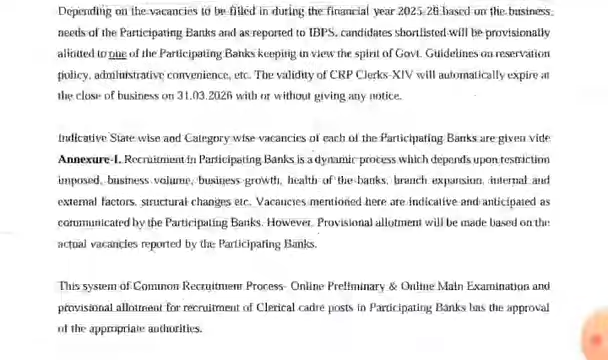 Depending on the vacancies to be filled in during the financial year 2025-26 based on the business
needs of the Participating Banks and as reported to IBPS, candidates shortlisted will be provisionally
allotted to one of the Participating Banks keeping in view the spirit of Govt. Guidelines on reservation
policy, administrative convenience, etc. The validity of CRP Clerks-XIV will automatically expire at
the close of business on 31.03.2026 with or without giving any notice.
Indicative State wise and Category wise vacancies of each of the Participating Banks are given vide
Annexure-I. Recruitment in Participating Banks is a dynamic process which depends upon restriction
imposed, business volume, business growth, health of the banks, branch expansion, internal and
external factors, structural changes etc. Vacancies mentioned here are indicative and anticipated as
communicated by the Participating Banks. However, Provisional allotment will be made based on the
actual vacancies reported by the Participating Banks.
This system of Common Recruitment Process- Online Preliminary & Online Main Examination and
provisional allotment for recruitment of Clerical cadre posts in Participating Banks has the approval
of the appropriate authorities.